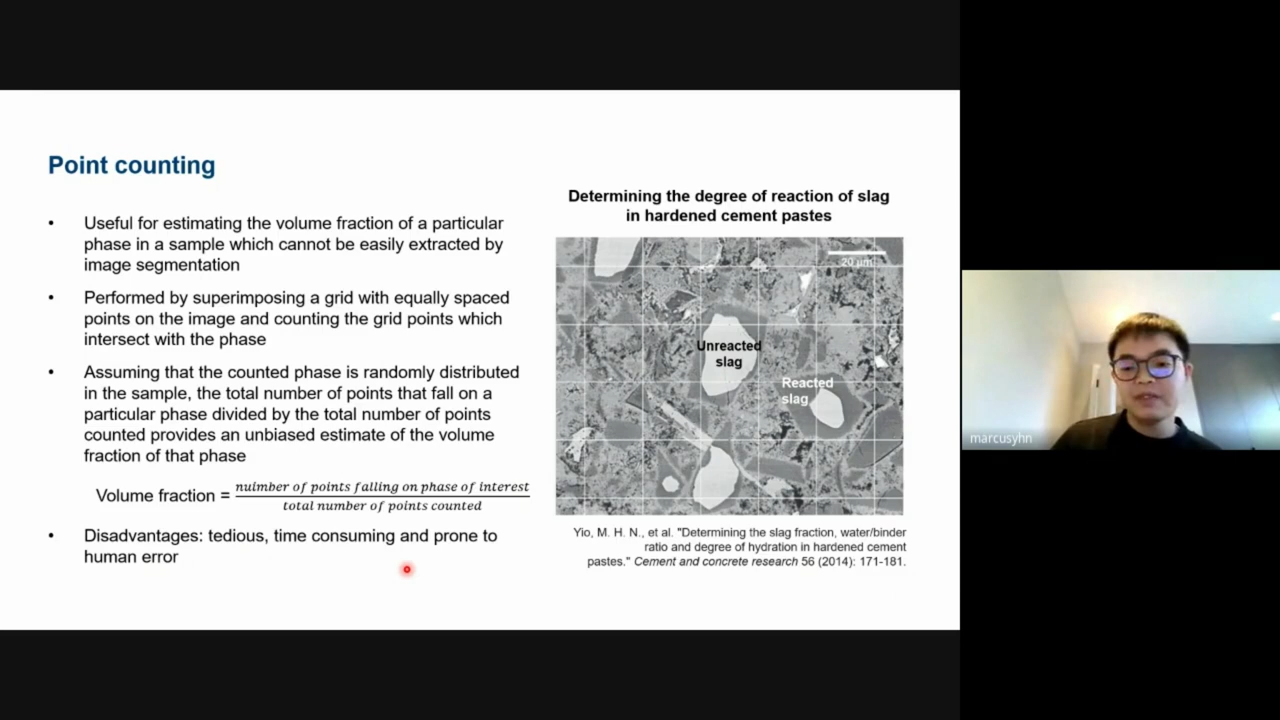 Point counting
• Useful for estimating the volume fraction of a particular
phase in a sample which cannot be easily extracted by
image segmentation
• Performed by superimposing a grid with equally spaced
points on the image and counting the grid points which
intersect with the phase
• Assuming that the counted phase is randomly distributed
in the sample, the total number of points that fall on a
particular phase divided by the total number of points
counted provides an unbiased estimate of the volume
fraction of that phase
Volume fraction = nuimber of points falling on phase of interest
total number of points counted
• Disadvantages: tedious, time consuming and prone to
human error
Determining the degree of reaction of slag
in hardened cement pastes
20 μm
Unreacted
slag
Reacted
slag
Yio, M. H. N., et al. "Determining the slag fraction, water/binder
ratio and degree of hydration in hardened cement
pastes." Cement and concrete research 56 (2014): 171-181.
marcusyhn